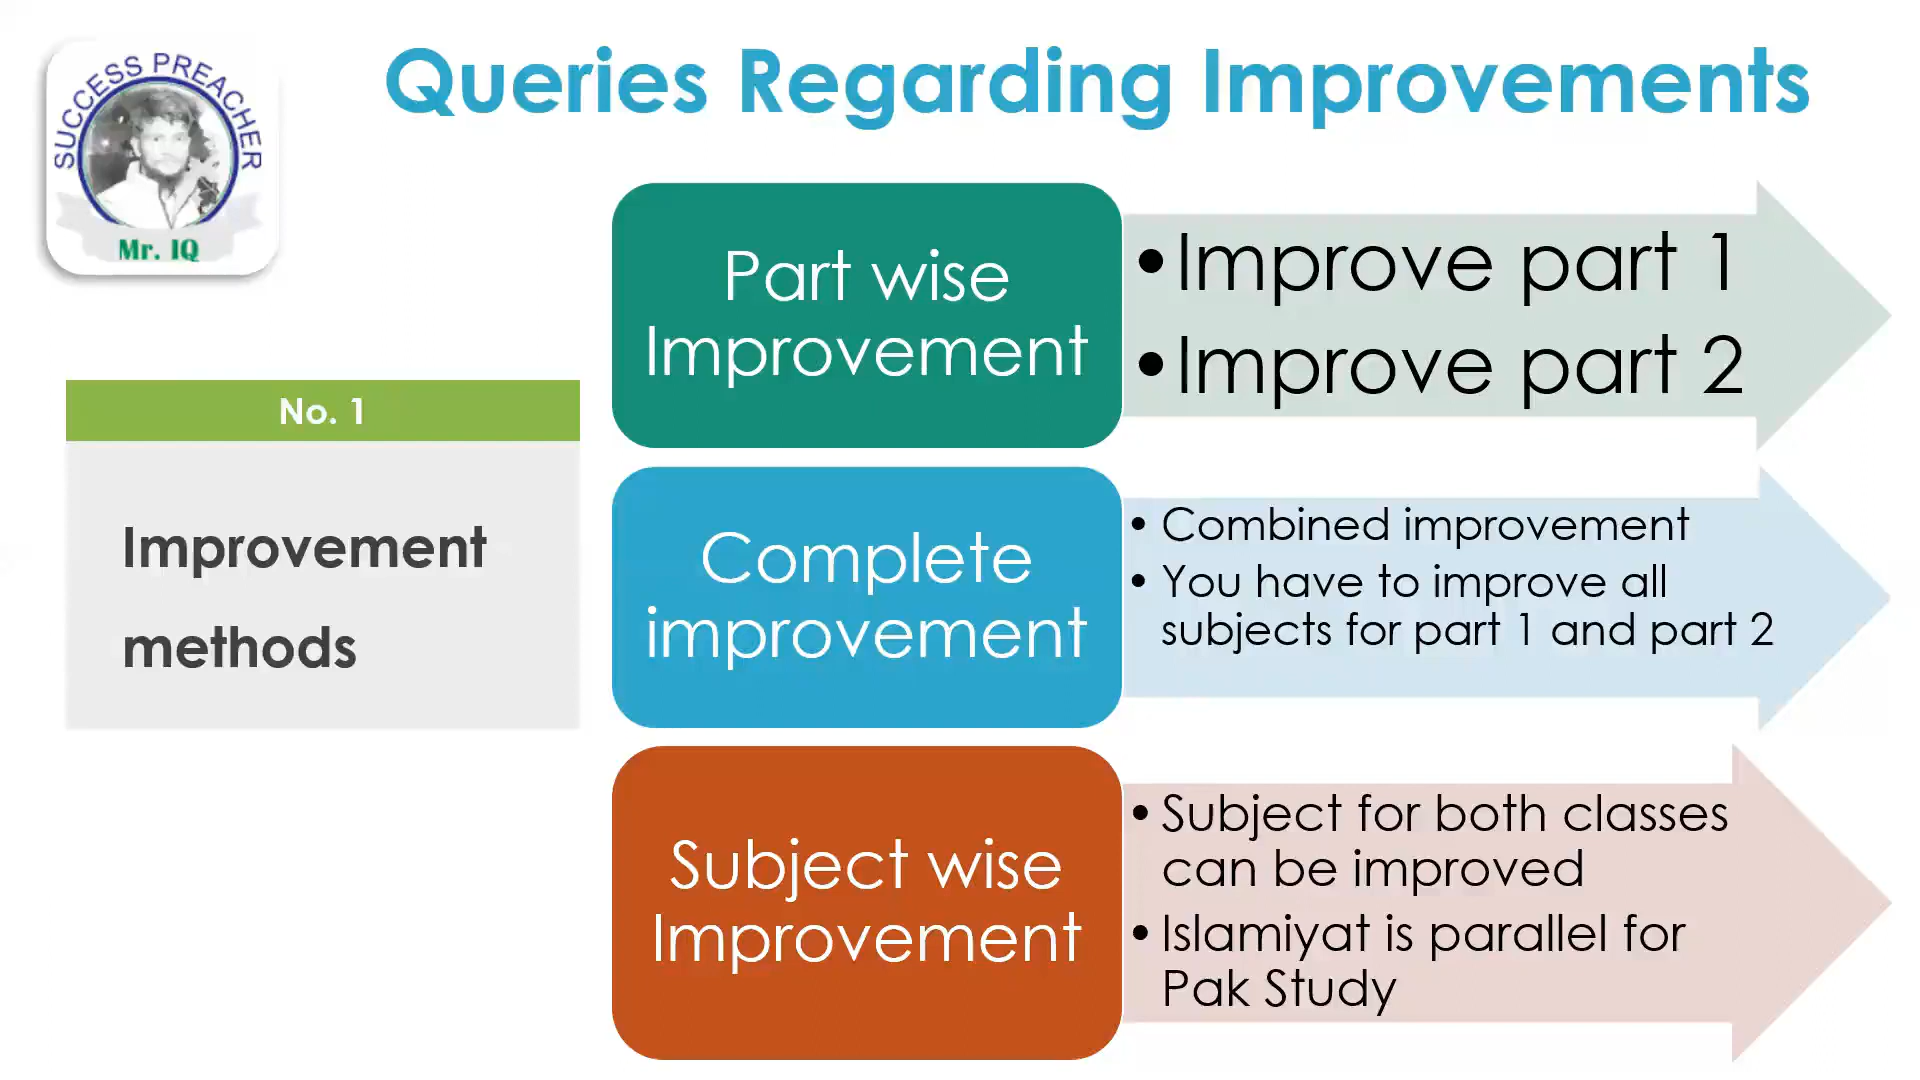 SUCCESS PREACHER
Mr. IQ
Queries Regarding Improvements
No. 1
Improvement
methods
Part wise
Improvement
•Improve part 1
•Improve part 2
Complete
improvement
• Combined improvement
• You have to improve all
subjects for part 1 and part 2
Subject wise
Improvement
• Subject for both classes
can be improved
• Islamiyat is parallel for
Pak Study